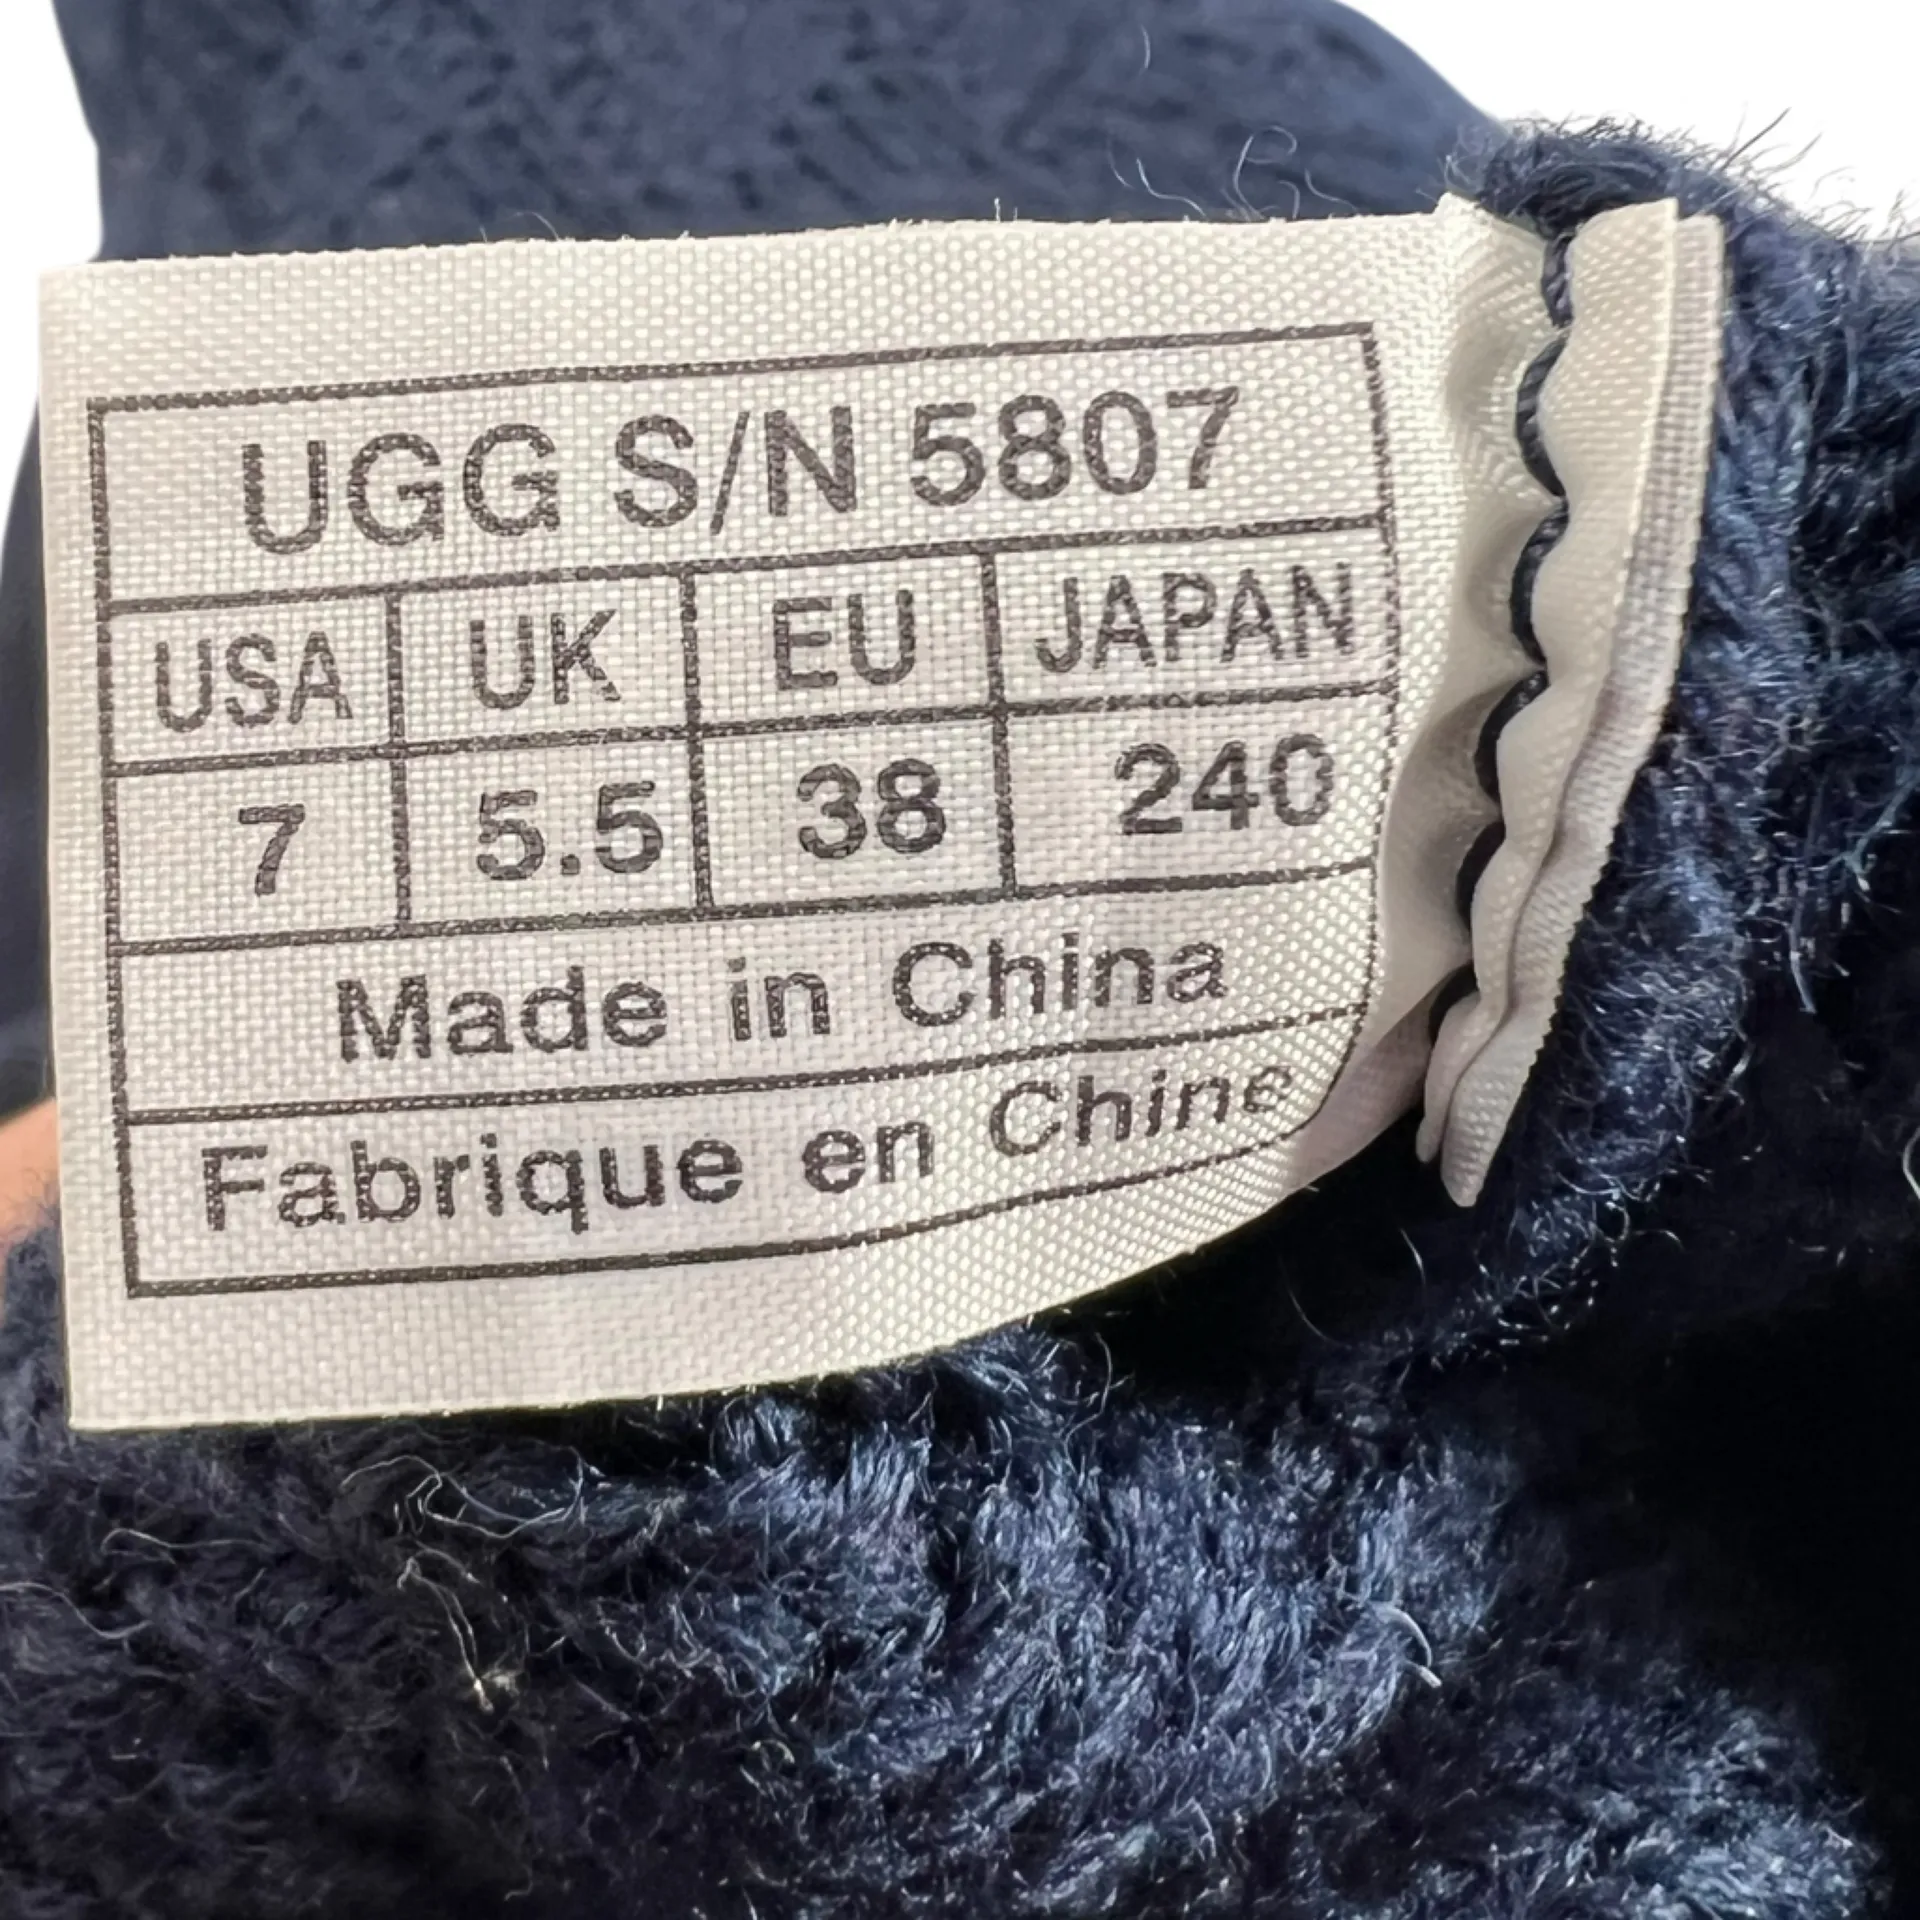 UGG S/N 5807
USA UK EU JAPAN
7 5.5 38 240
Made in China
Fabrique en Chine